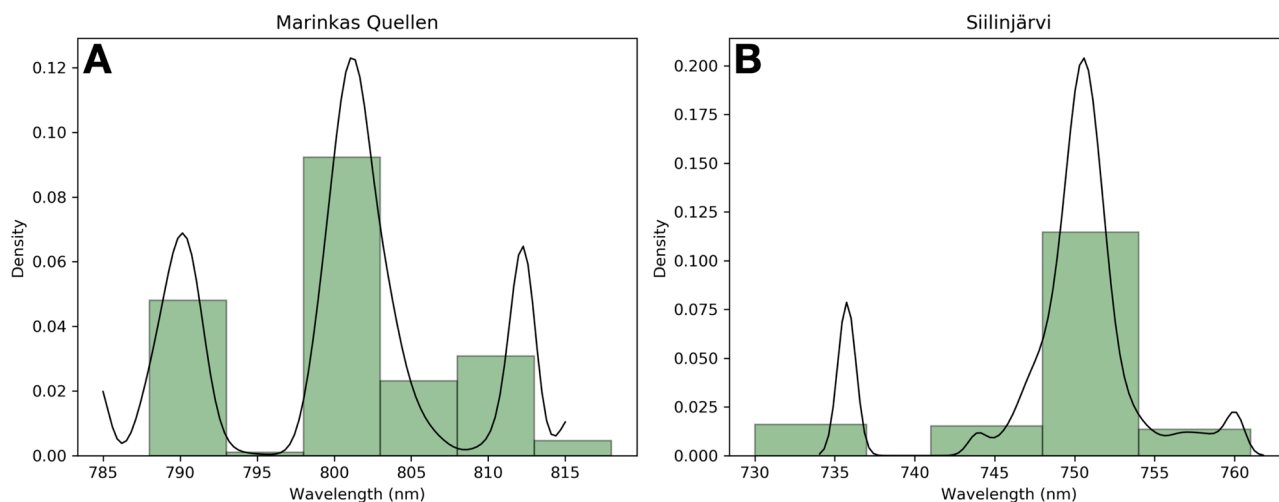 Marinkas Quellen
A
0.12
0.10
0.08
0.06
0.04
0.02
0.00
Density
785 790 795 800 805 810 815
Wavelength (nm)
Siilinjärvi
B
0.200
0.175
0.150
0.125
0.100
0.075
0.050
0.025
0.000
Density
730 735 740 745 750 755 760
Wavelength (nm)